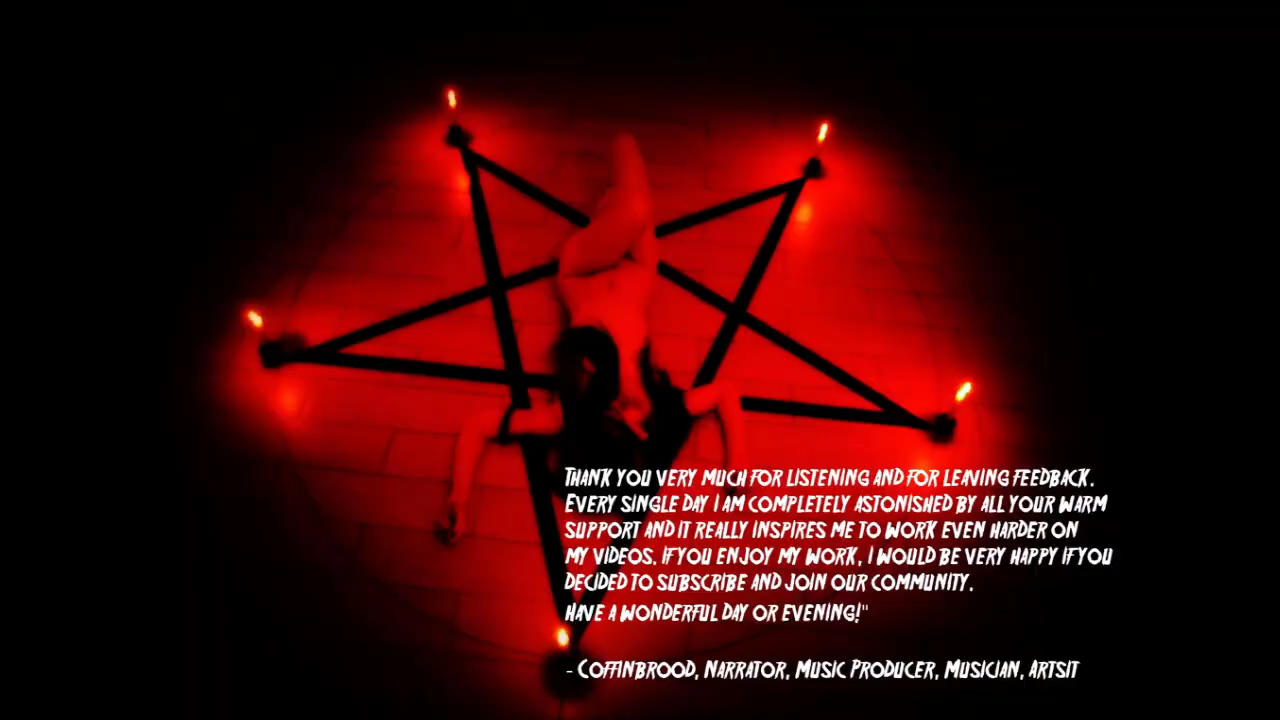 THANK YOU VERY MUCH FOR LISTENING AND FOR LEAVING FEEDBACK.
EVERY SINGLE DAY I AM COMPLETELY ASTONISHED BY ALL YOUR WARM
SUPPORT AND IT REALLY INSPIRES ME TO WORK EVEN HARDER ON
MY VIDEOS. IF YOU ENJOY MY WORK, I WOULD BE VERY HAPPY IF YOU
DECIDED TO SUBSCRIBE AND JOIN OUR COMMUNITY.
HAVE A WONDERFUL DAY OR EVENING!"
- COFFINBROOD, NARRATOR, MUSIC PRODUCER, MUSICIAN, ARTSIT